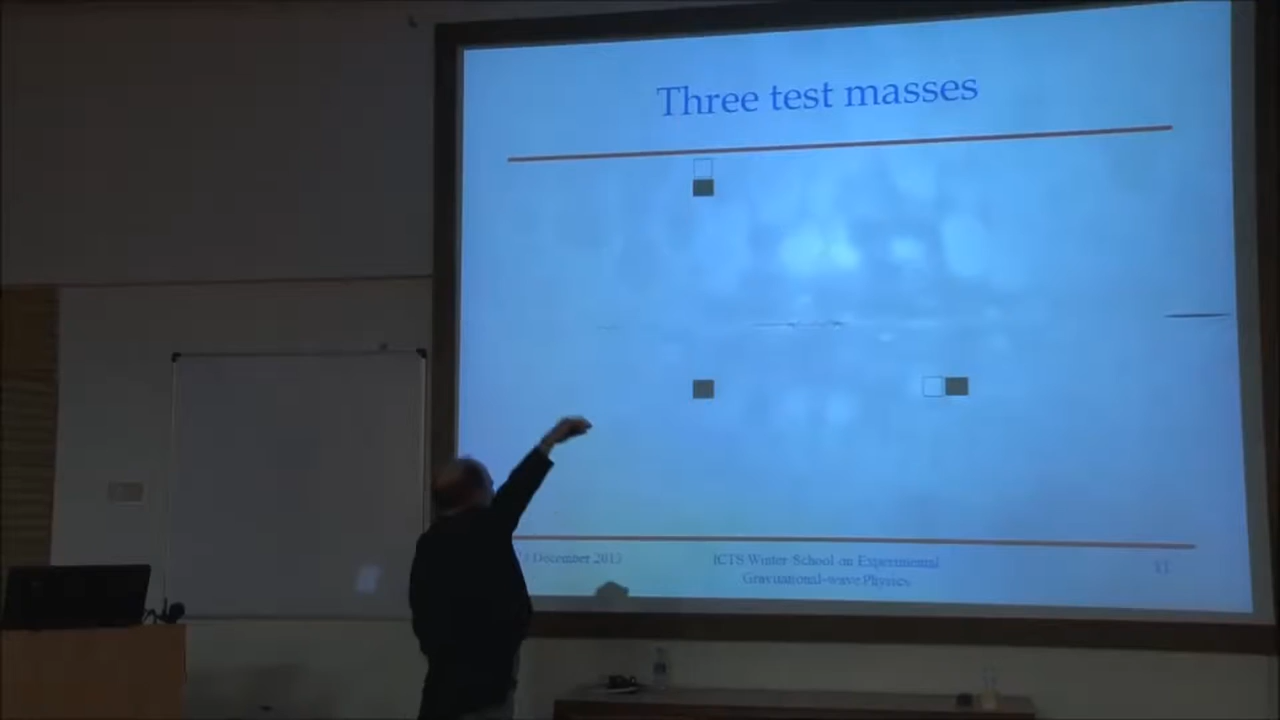 Three test masses
December 2013
ICTS Winter School on Experimental
Gravitational-wave Physics
11